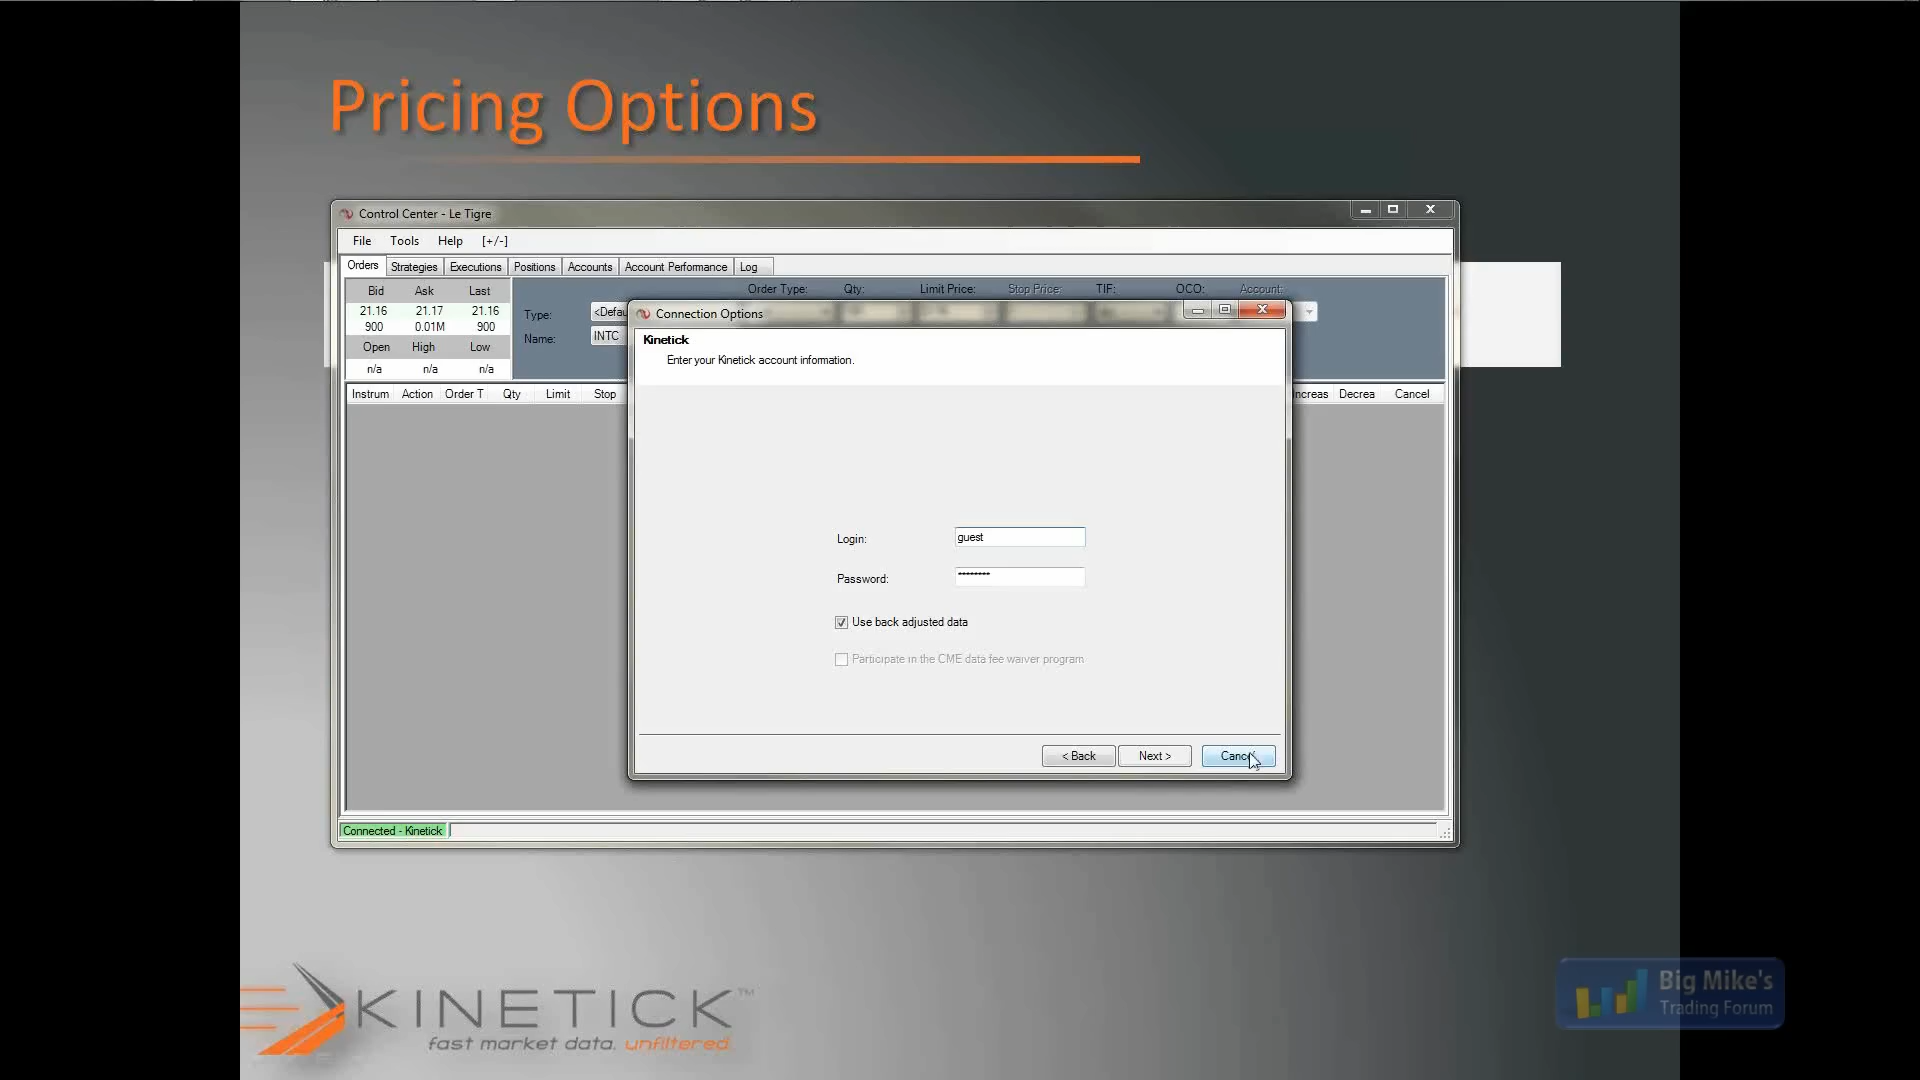 Pricing Options
Control Center - Le Tigre
File Tools Help [+/-]
Orders Strategies Executions Positions Accounts Account Performance Log
Bid Ask Last
21.16 21.17 21.16
900 0.01M 900
Open High Low
n/a n/a n/a
Order Type: Qty: Limit Price: Stop Price: TIF: OCO: Account:
Type: <Defau
Name: INTC
Instrum Action Order T Qty Limit Stop
Increas Decrea Cancel
Connection Options
Kinetick
Enter your Kinetick account information.
Login: guest
Password: ********
Use back adjusted data
Participate in the CME data fee waiver program
< Back Next > Cancel
Connected - Kinetick
KINETICK™
fast market data. unfiltered.
Big Mike's
Trading Forum